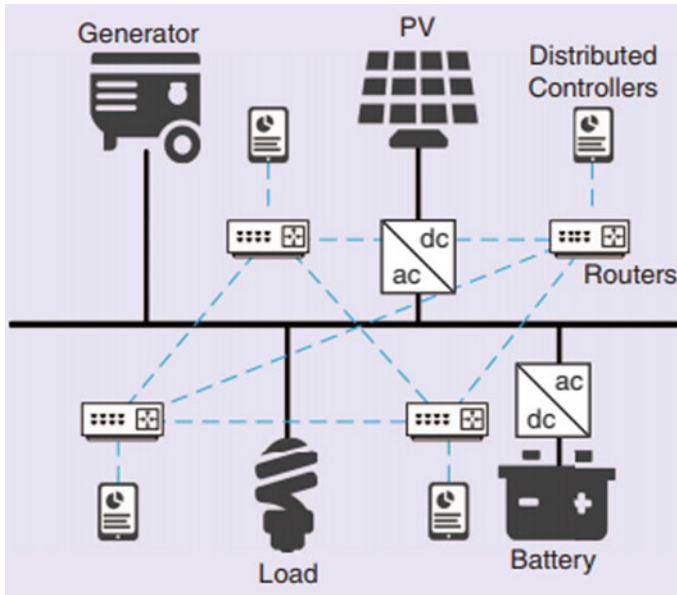 Generator
PV
Distributed
Controllers
dc
ac
Routers
ac
dc
Load
Battery